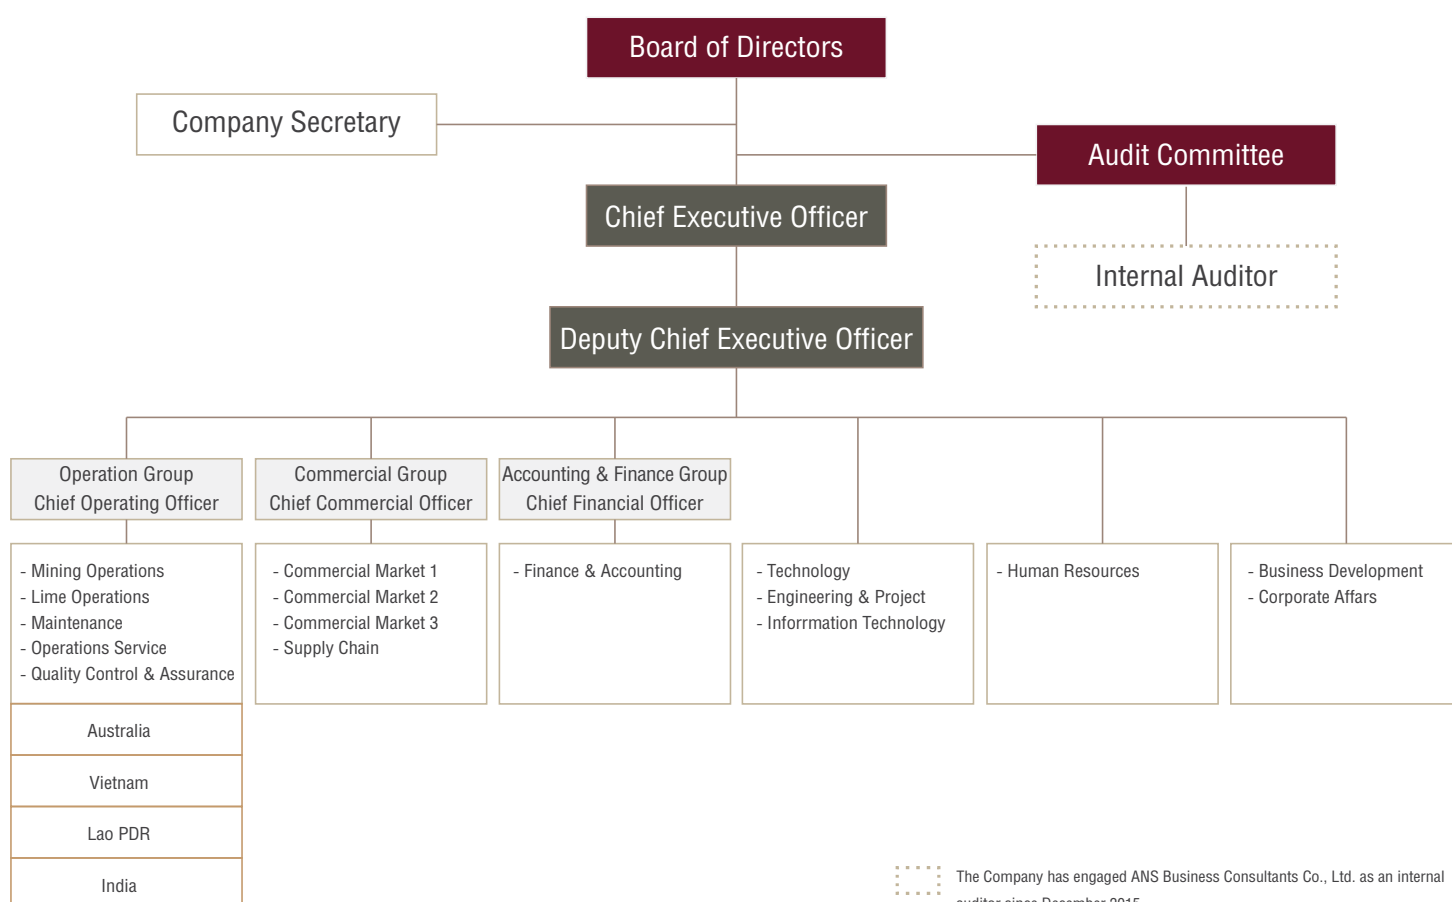 Board of Directors
Company Secretary
Audit Committee
Chief Executive Officer
Internal Auditor
Deputy Chief Executive Officer
Operation Group
Chief Operating Officer
Commercial Group
Chief Commercial Officer
Accounting & Finance Group
Chief Financial Officer
- Mining Operations
- Lime Operations
- Maintenance
- Operations Service
- Quality Control & Assurance
- Commercial Market 1
- Commercial Market 2
- Commercial Market 3
- Supply Chain
- Finance & Accounting
- Technology
- Engineering & Project
- Inforrmation Technology
- Human Resources
- Business Development
- Corporate Affars
Australia
Vietnam
Lao PDR
India
The Company has engaged ANS Business Consultants Co., Ltd. as an internal
auditor since December 2015